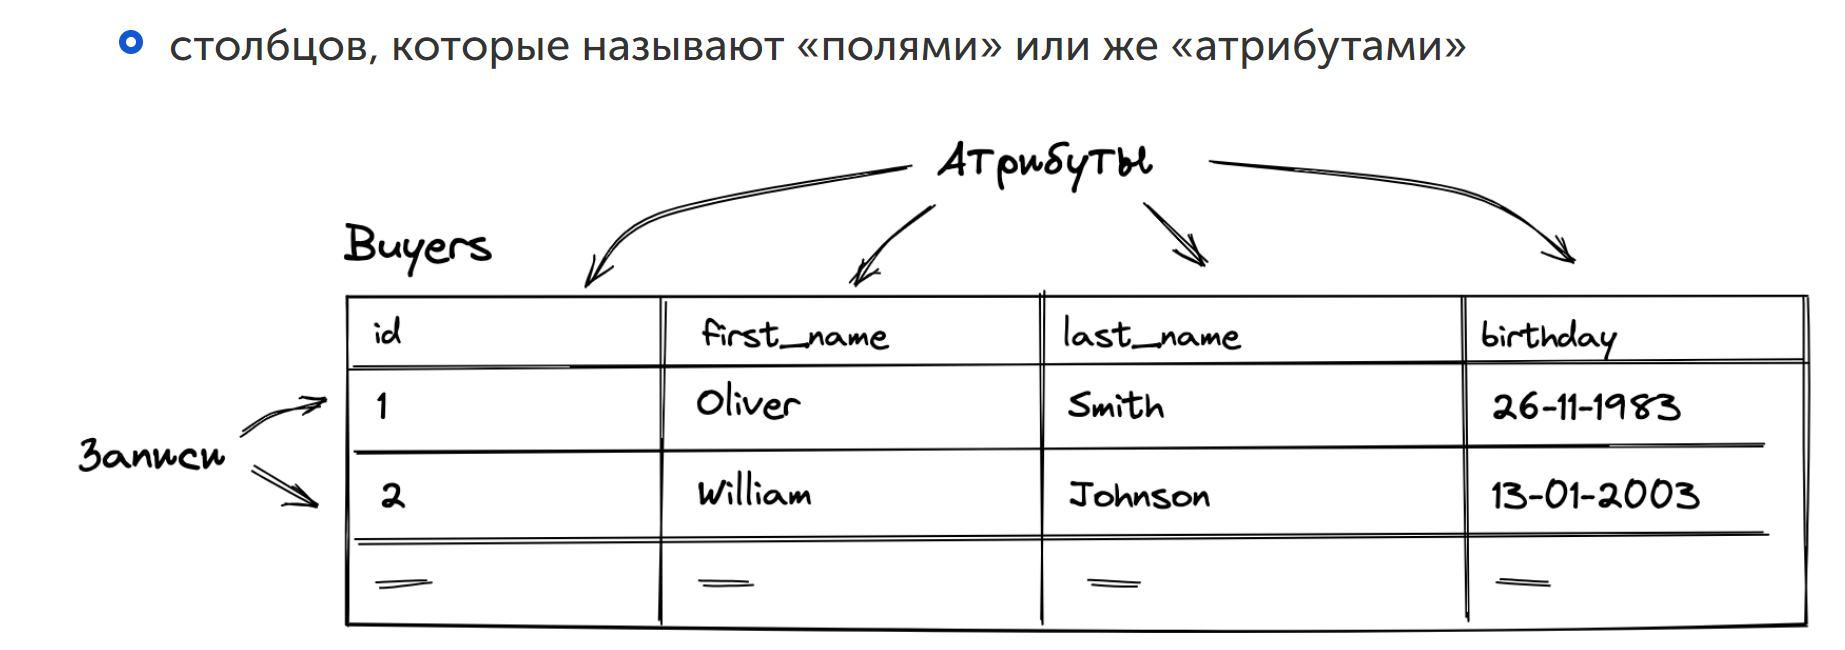 столбцов, которые называют «полями» или же «атрибутами»
Атрибуты
Buyers
id first_name last_name birthday
1 Oliver Smith 26-11-1983
Записи
2 William Johnson 13-01-2003